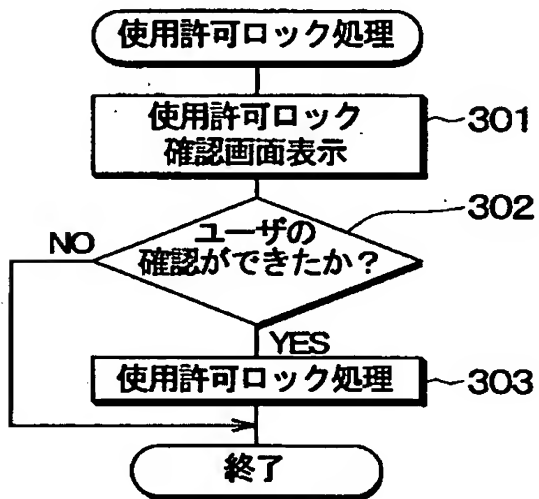 使用許可ロック処理
使用許可ロック
確認画面表示
301
ユーザの
確認ができたか?
302
NO
YES
使用許可ロック処理
303
終了